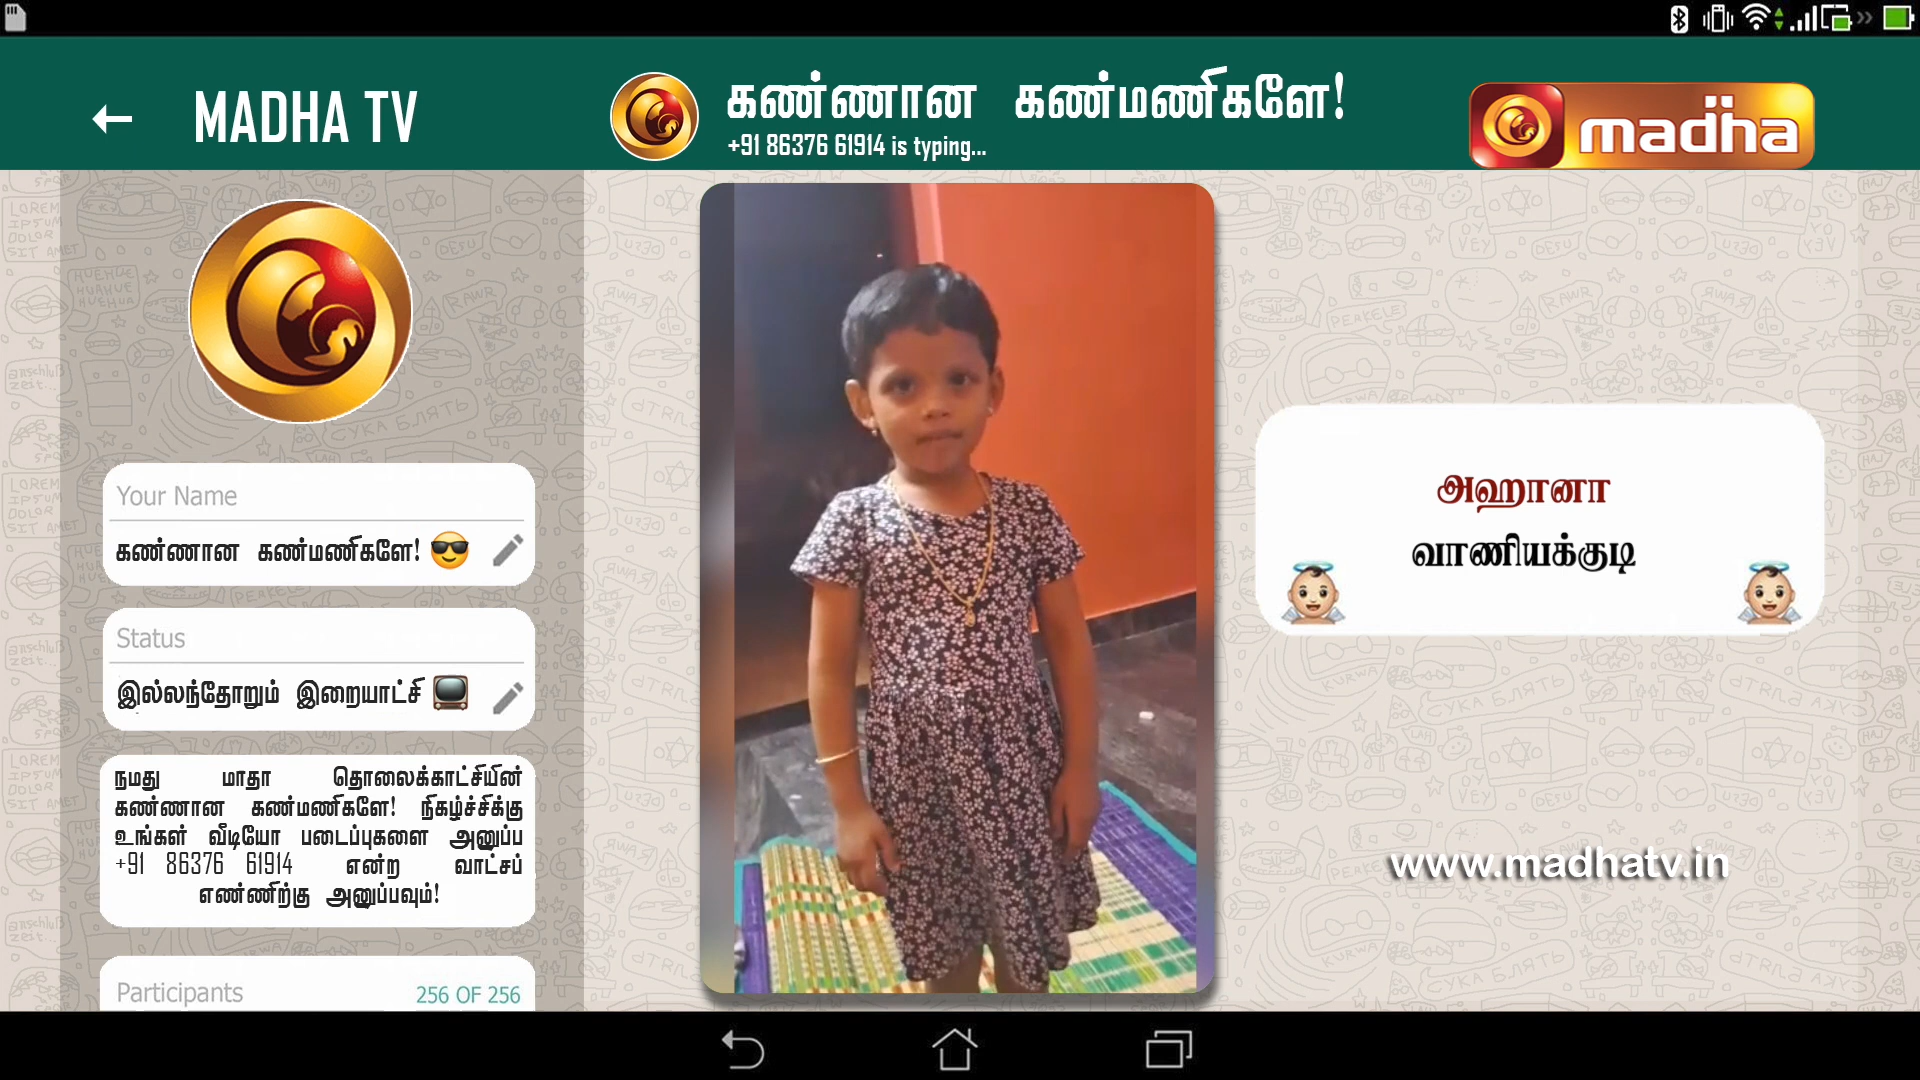 MADHA TV
கண்ணான கண்மணிகளே!
+91 86376 61914 is typing...
madha
Your Name
கண்ணான கண்மணிகளே!
Status
இல்லந்தோறும் இறையாட்சி
நமது மாதா தொலைக்காட்சியின்
கண்ணான கண்மணிகளே! நிகழ்ச்சிக்கு
உங்கள் வீடியோ படைப்புகளை அனுப்ப
+91 86376 61914 என்ற வாட்சப்
எண்ணிற்கு அனுப்பவும்!
Participants
256 OF 256
அஹானா
வாணியக்குடி
www.madhatv.in